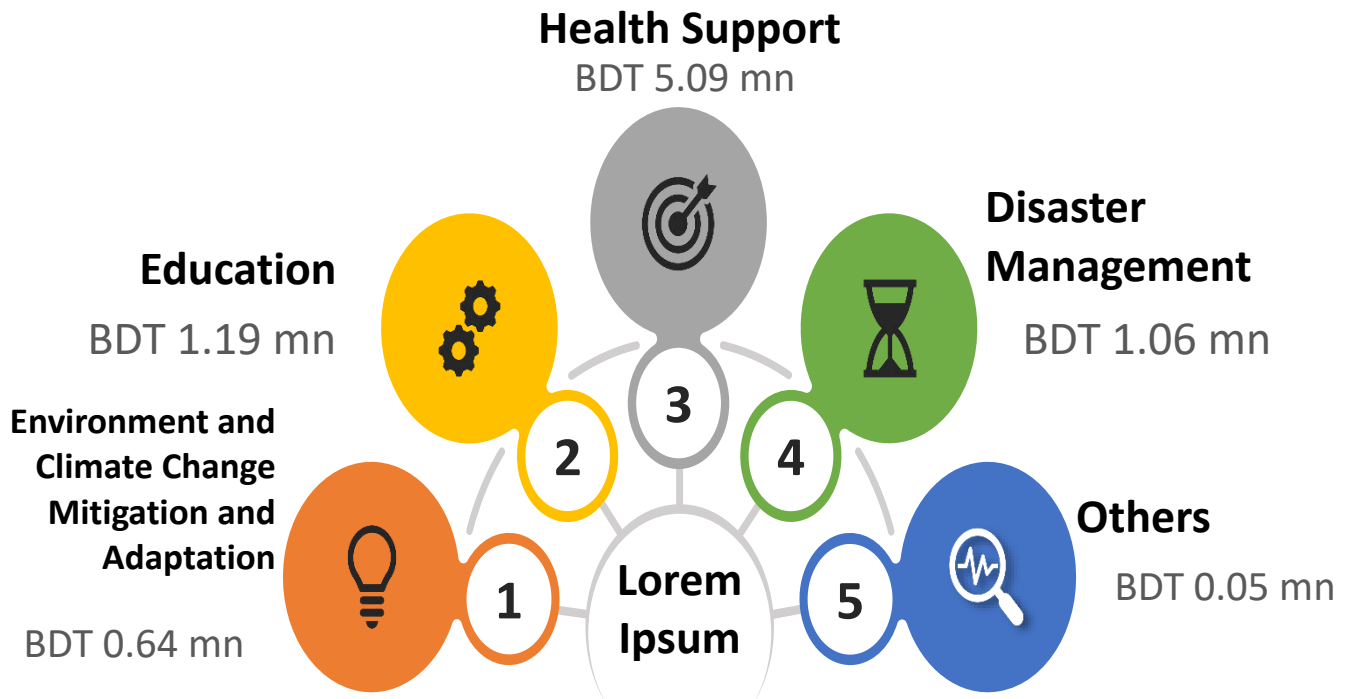 Health Support
BDT 5.09 mn
Education
BDT 1.19 mn
Disaster
Management
BDT 1.06 mn
Environment and
Climate Change
Mitigation and
Adaptation
BDT 0.64 mn
Others
BDT 0.05 mn
1
2
3
4
5
Lorem
Ipsum